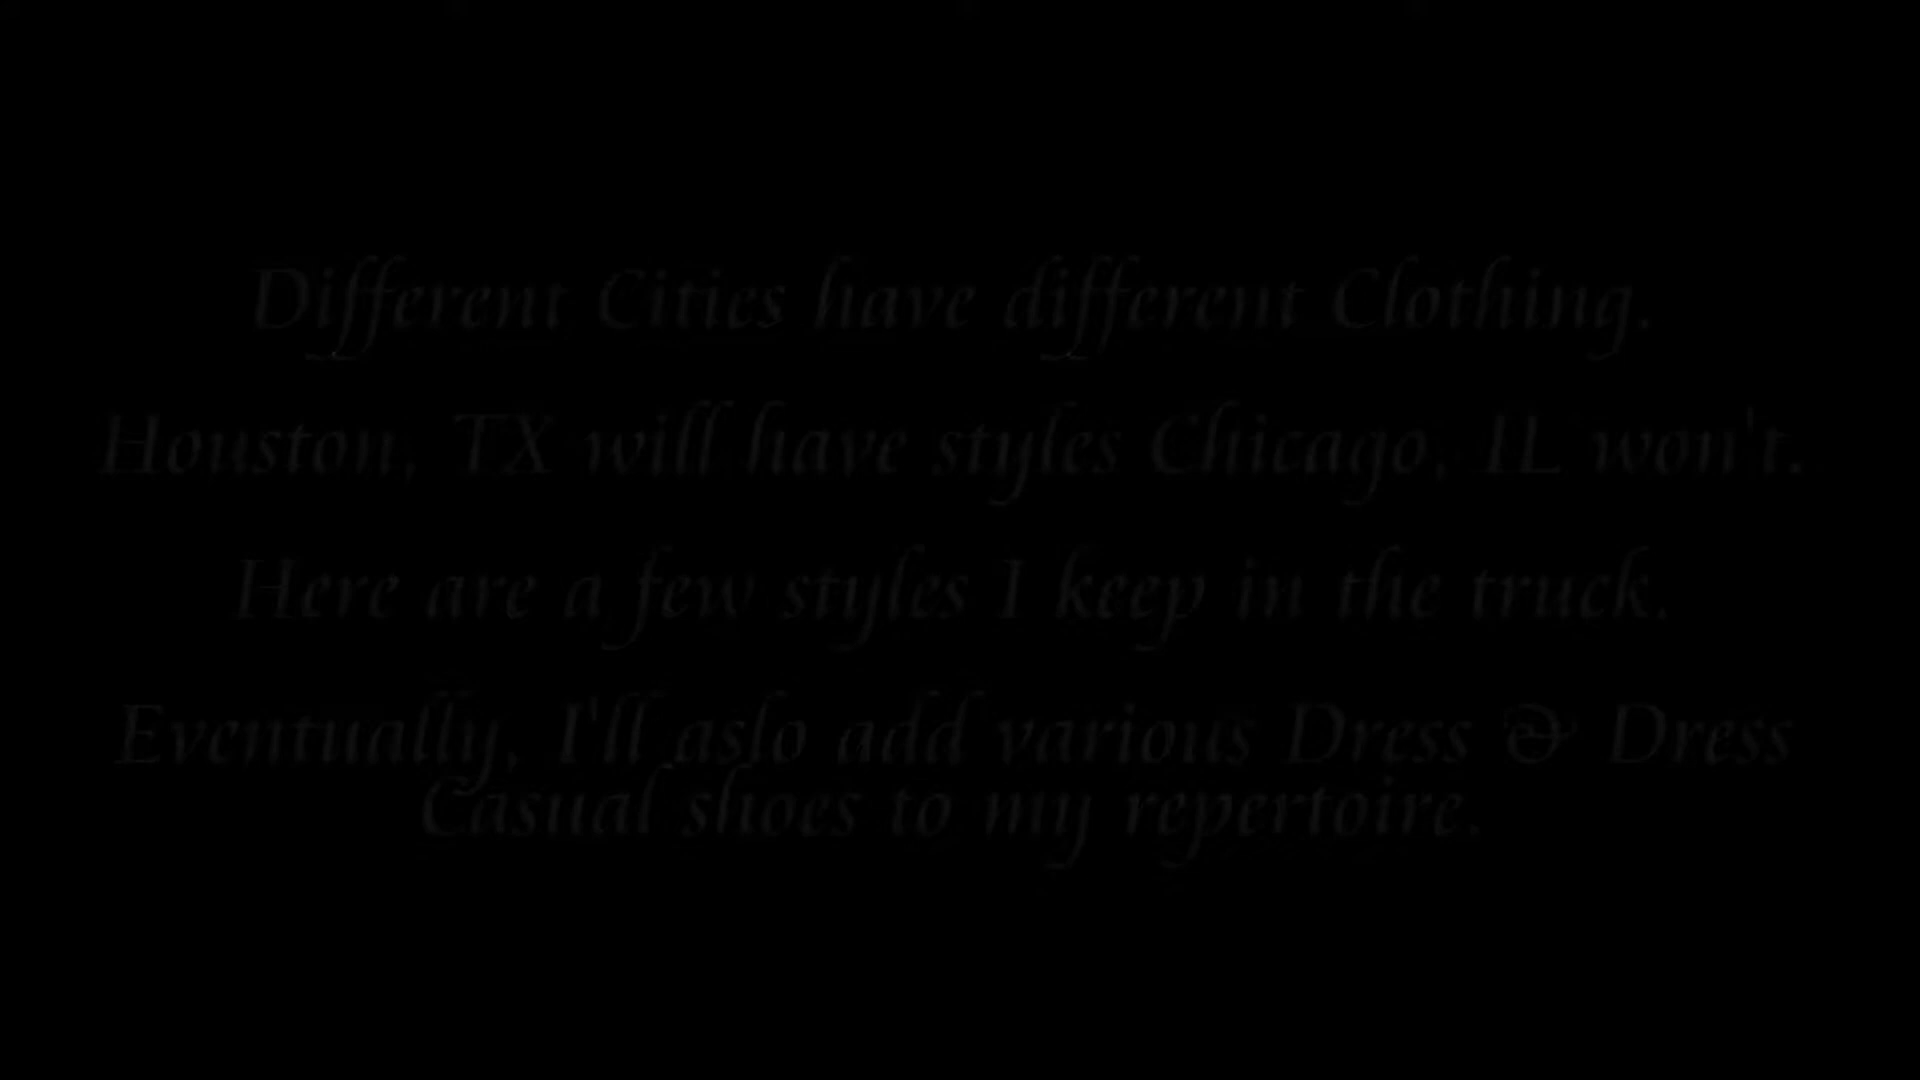 Different Cities have different Clothing.
Houston, TX will have styles Chicago, IL won't.
Here are a few styles I keep in the truck.
Eventually, I'll aslo add various Dress & Dress
Casual shoes to my repertoire.